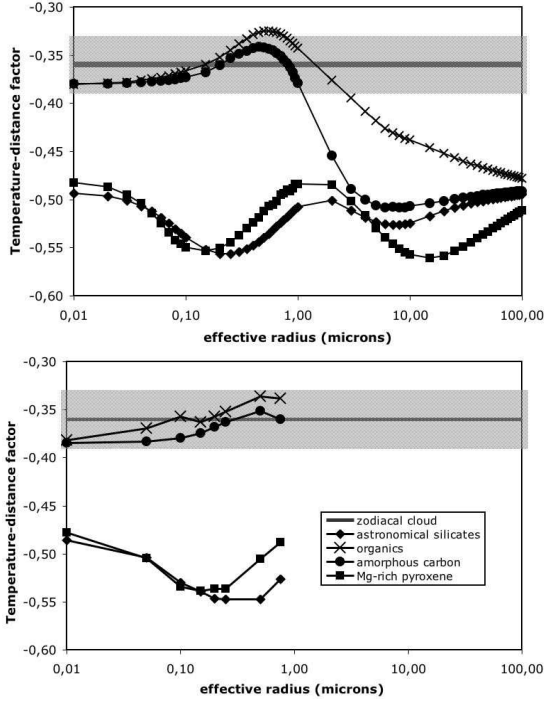 -0,30
-0,35
-0,40
-0,45
-0,50
-0,55
-0,60
Temperature-distance factor
0,01 0,10 1,00 10,00 100,00
effective radius (microns)
-0,30
-0,35
-0,40
-0,45
-0,50
-0,55
-0,60
Temperature-distance factor
zodiacal cloud
astronomical silicates
organics
amorphous carbon
Mg-rich pyroxene
0,01 0,10 1,00 10,00 100,00
effective radius (microns)